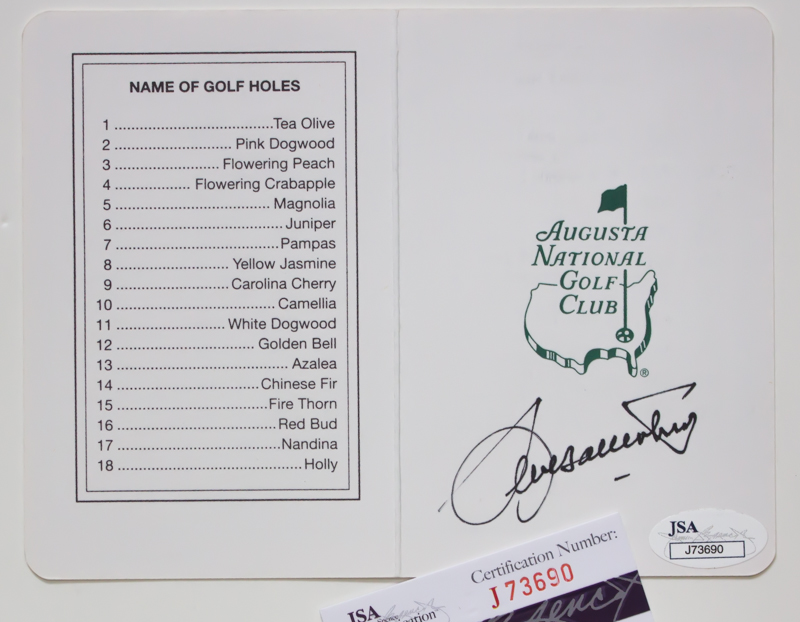 NAME OF GOLF HOLES
1 ........................................Tea Olive
2 ..............................Pink Dogwood
3 ..........................Flowering Peach
4 ................... Flowering Crabapple
5 ........................................ Magnolia
6 ...........................................Juniper
7 .........................................Pampas
8 .............................Yellow Jasmine
9 .............................Carolina Cherry
10 ........................................ Camellia
11 ...........................White Dogwood
12 ...................................Golden Bell
13 ............................................Azalea
14 ....................................Chinese Fir
15 ......................................Fire Thorn
16 ........................................Red Bud
17 .........................................Nandina
18 ...............................................Holly
AUGUSTA
NATIONAL
GOLF
CLUB
®
JSA
J73690
Certification Number:
J 73690
JSA